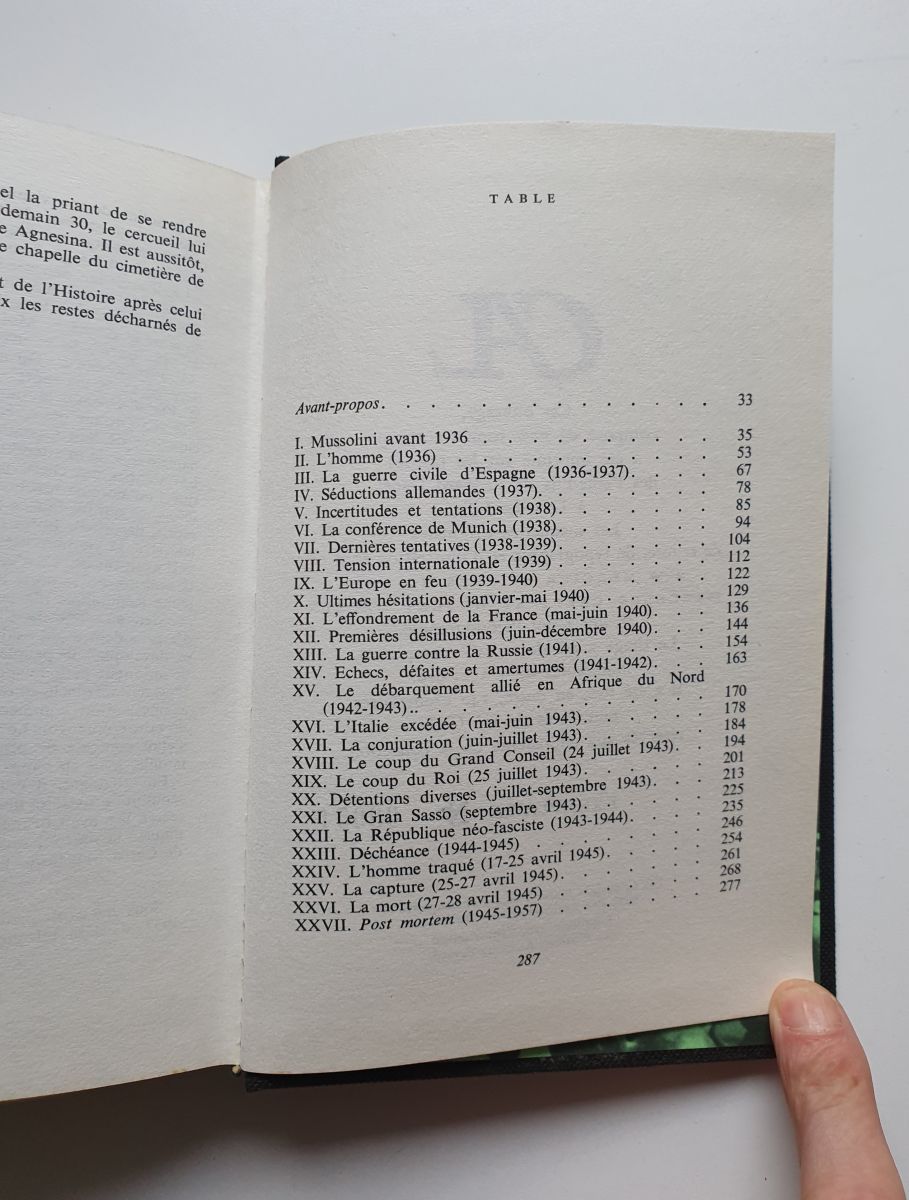 el la priant de se rendre
demain 30, le cercueil lui
e Agnesina. Il est aussitôt,
e chapelle du cimetière de
t de l'Histoire après celui
x les restes décharnés de
TABLE
Avant-propos. . . . . . . . . . . . . . 33
I. Mussolini avant 1936 . . . . . . . . . . 35
II. L'homme (1936) . . . . . . . . . . . 53
III. La guerre civile d'Espagne (1936-1937). . . . 67
IV. Séductions allemandes (1937). . . . . . . 78
V. Incertitudes et tentations (1938). . . . . . . 85
VI. La conférence de Munich (1938). . . . . . . 94
VII. Dernières tentatives (1938-1939). . . . . . . 104
VIII. Tension internationale (1939) . . . . . . . 112
IX. L'Europe en feu (1939-1940) . . . . . . . 122
X. Ultimes hésitations (janvier-mai 1940) . . . . . 129
XI. L'effondrement de la France (mai-juin 1940). . . 136
XII. Premières désillusions (juin-décembre 1940). . . 144
XIII. La guerre contre la Russie (1941). . . . . . 154
XIV. Echecs, défaites et amertumes (1941-1942). . . 163
XV. Le débarquement allié en Afrique du Nord
(1942-1943).. . . . . . . . . . . . . 170
XVI. L'Italie excédée (mai-juin 1943). . . . . . 178
XVII. La conjuration (juin-juillet 1943). . . . . . 184
XVIII. Le coup du Grand Conseil (24 juillet 1943). . 194
XIX. Le coup du Roi (25 juillet 1943). . . . . . 201
XX. Détentions diverses (juillet-septembre 1943). . . 213
XXI. Le Gran Sasso (septembre 1943). . . . . . 225
XXII. La République néo-fasciste (1943-1944). . . . 235
XXIII. Déchéance (1944-1945) . . . . . . . . 246
XXIV. L'homme traqué (17-25 avril 1945). . . . . 254
XXV. La capture (25-27 avril 1945). . . . . . . 261
XXVI. La mort (27-28 avril 1945) . . . . . . . 268
XXVII. Post mortem (1945-1957) . . . . . . . 277
287